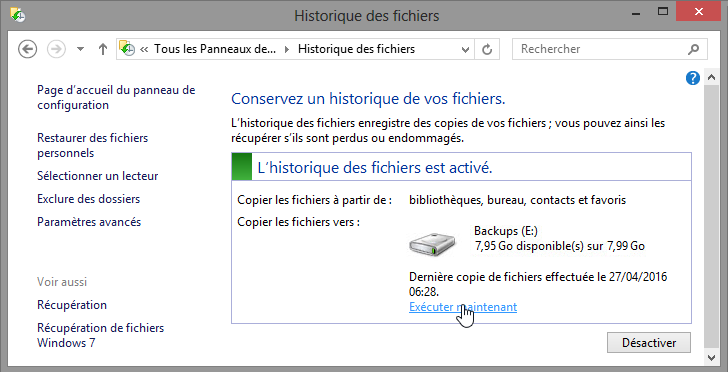 Historique des fichiers
« Tous les Panneaux de... Historique des fichiers
Rechercher
Page d'accueil du panneau de
configuration
Restaurer des fichiers
personnels
Sélectionner un lecteur
Exclure des dossiers
Paramètres avancés
Voir aussi
Récupération
Récupération de fichiers
Windows 7
Conservez un historique de vos fichiers.
L'historique des fichiers enregistre des copies de vos fichiers ; vous pouvez ainsi les
récupérer s'ils sont perdus ou endommagés.
L'historique des fichiers est activé.
Copier les fichiers à partir de : bibliothèques, bureau, contacts et favoris
Copier les fichiers vers :
Backups (E:)
7,95 Go disponible(s) sur 7,99 Go
Dernière copie de fichiers effectuée le 27/04/2016
06:28.
Exécuter maintenant
Désactiver